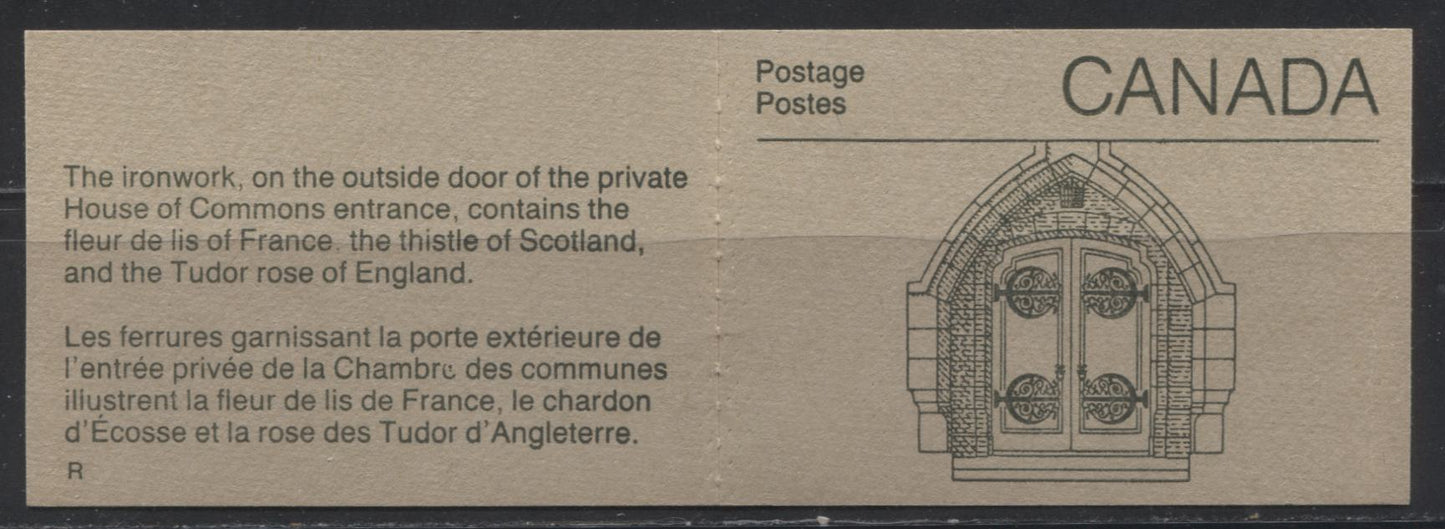 The ironwork, on the outside door of the private
House of Commons entrance, contains the
fleur de lis of France. the thistle of Scotland,
and the Tudor rose of England.
Les ferrures garnissant la porte extérieure de
l'entrée privée de la Chambre des communes
illustrent la fleur de lis de France, le chardon
d'Écosse et la rose des Tudor d'Angleterre.
R
Postage
Postes
CANADA